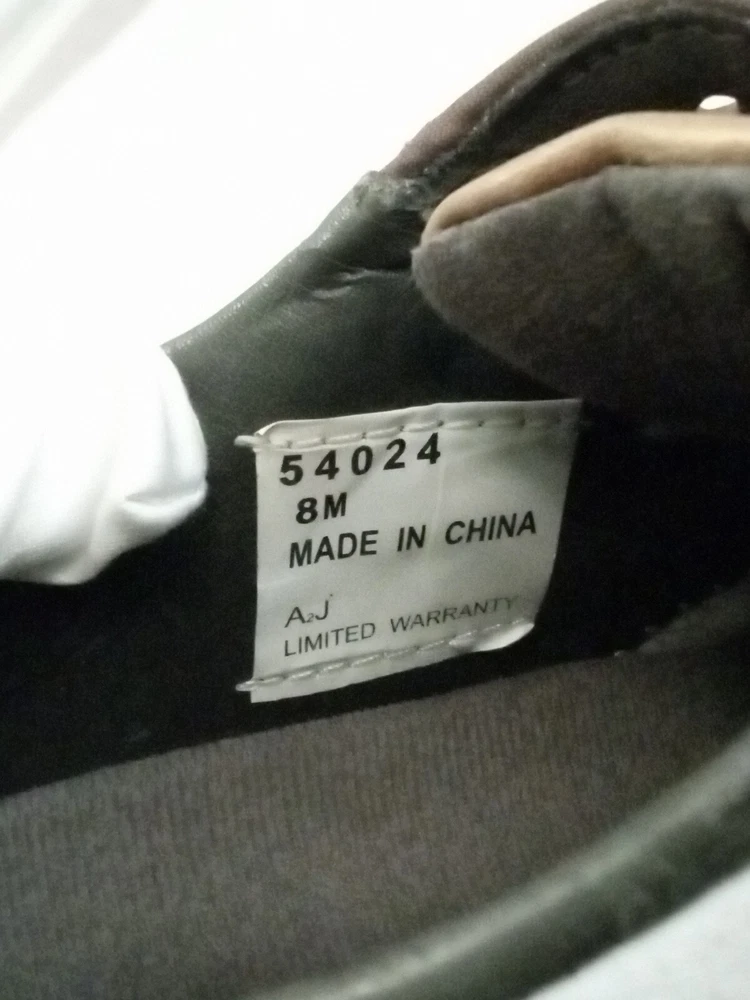 54024
8M
MADE IN CHINA
A2J
LIMITED WARRANTY